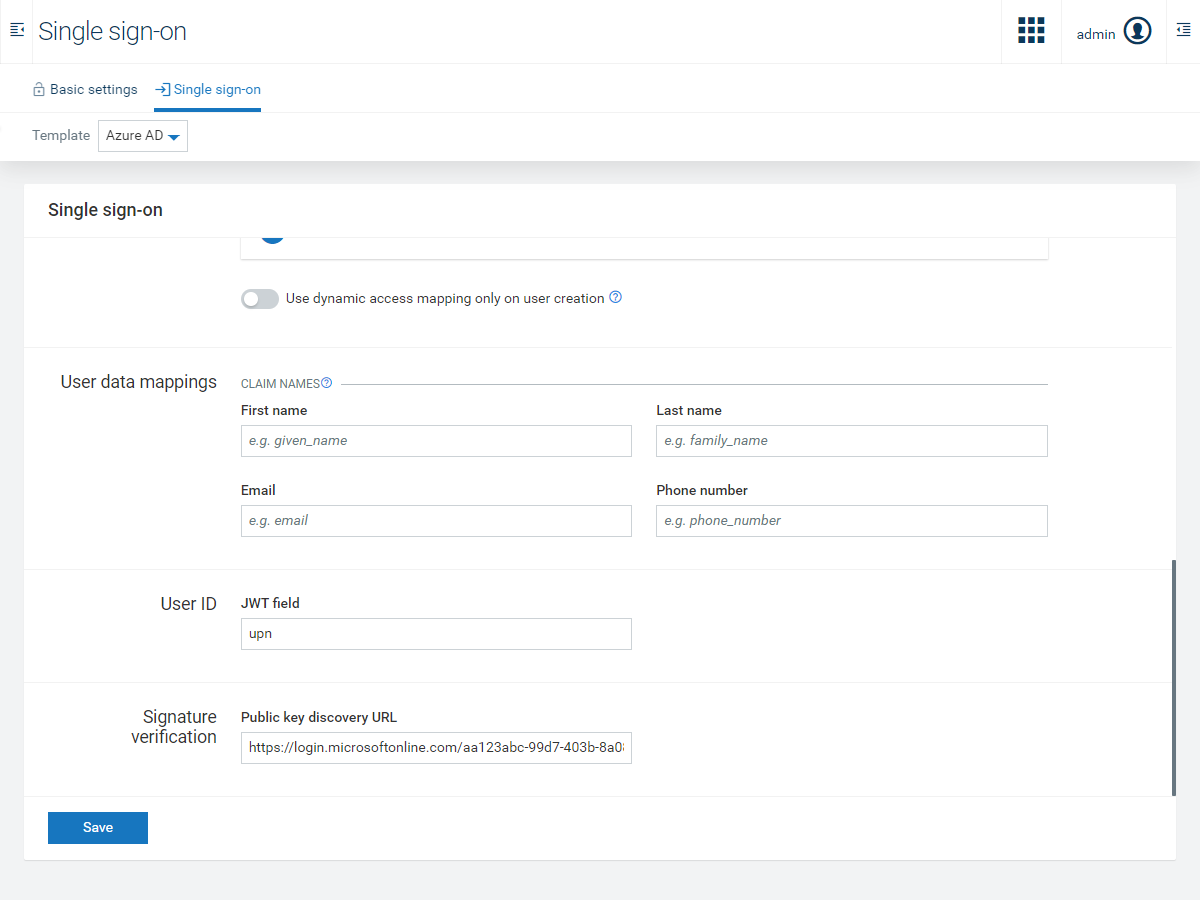 Single sign-on
admin
Basic settings
Single sign-on
Template
Azure AD
Single sign-on
Use dynamic access mapping only on user creation
User data mappings
CLAIM NAMES
First name
Last name
e.g. given_name
e.g. family_name
Email
Phone number
e.g. email
e.g. phone_number
User ID
JWT field
upn
Signature
verification
Public key discovery URL
https://login.microsoftonline.com/aa123abc-99d7-403b-8a08
Save